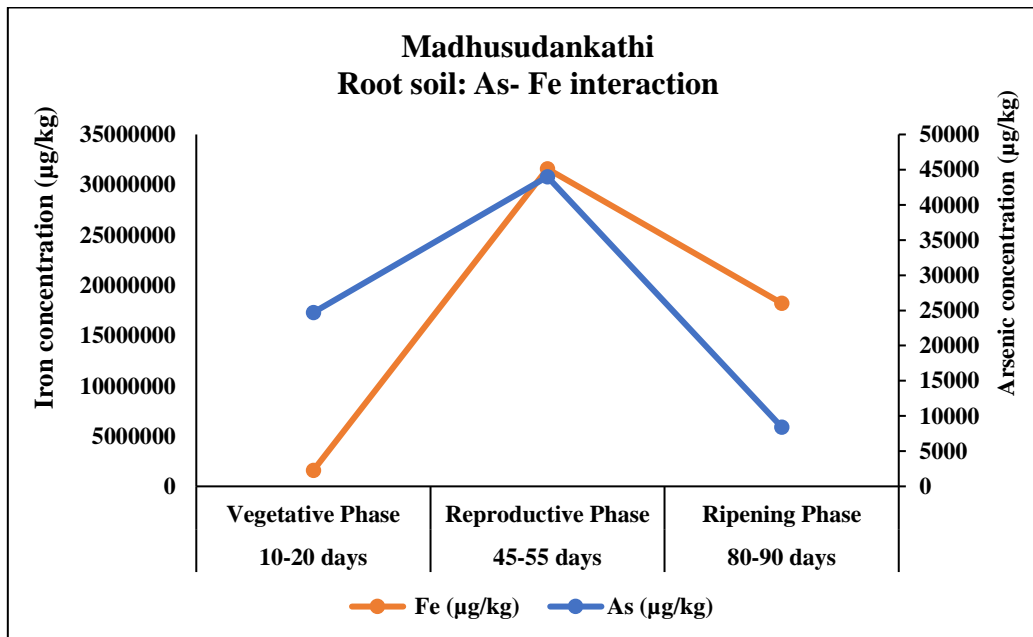 Madhusudankathi
Root soil: As- Fe interaction
Iron concentration (µg/kg)
35000000
30000000
25000000
20000000
15000000
10000000
5000000
0
50000
45000
40000
35000
30000
25000
20000
15000
10000
5000
0
Arsenic concentration (µg/kg)
Vegetative Phase Reproductive Phase Ripening Phase
10-20 days 45-55 days 80-90 days
Fe (µg/kg) As (µg/kg)